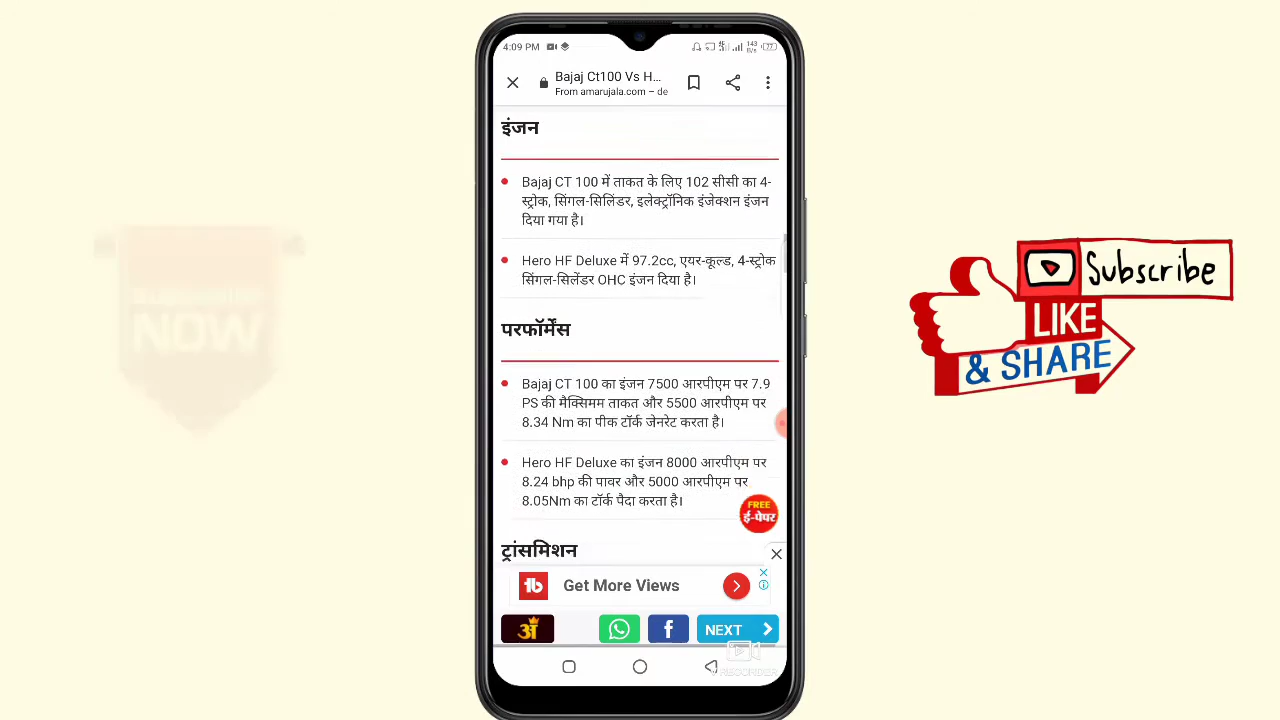 4:09 PM
143
B/s
77
Bajaj Ct100 Vs H...
From amarujala.com – de
इंजन
Bajaj CT 100 में ताकत के लिए 102 सीसी का 4-
स्ट्रोक, सिंगल-सिलिंडर, इलेक्ट्रॉनिक इंजेक्शन इंजन
दिया गया है।
Hero HF Deluxe में 97.2cc, एयर-कूल्ड, 4-स्ट्रोक
सिंगल-सिलेंडर OHC इंजन दिया है।
परफॉर्मेंस
Bajaj CT 100 का इंजन 7500 आरपीएम पर 7.9
PS की मैक्सिमम ताकत और 5500 आरपीएम पर
8.34 Nm का पीक टॉर्क जेनरेट करता है।
Hero HF Deluxe का इंजन 8000 आरपीएम पर
8.24 bhp की पावर और 5000 आरपीएम पर
8.05Nm का टॉर्क पैदा करता है।
FREE
ई-पेपर
ट्रांसमिशन
Get More Views
अ
NEXT
NOW
Subscribe
LIKE
& SHARE